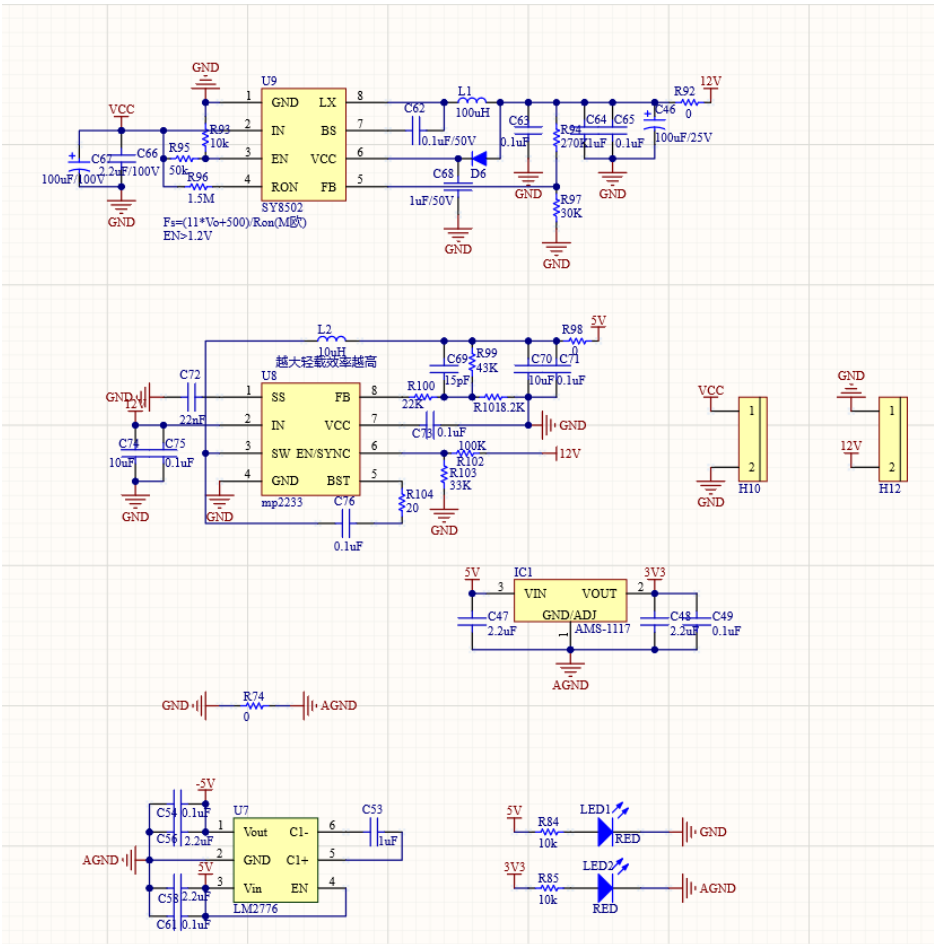 GND
U9
1 GND LX 8
2 IN BS 7
3 EN VCC 6
4 RON FB 5
SY8502
VCC
C67
100uF/100V
C66
2.2uF/100V
R93
10k
R95
50k
R96
1.5M
GND
Fs=(11*Vo+500)/Ron(M欧)
EN>1.2V
C62
0.1uF/50V
L1
100uH
D6
C68
1uF/50V
GND
C63
0.1uF
GND
R94
270K
R97
30K
GND
C64
1uF
C65
0.1uF
GND
C46
100uF/25V
R92
0
12V
L2
10uH
越大轻载效率越高
U8
1 SS FB 8
2 IN VCC 7
3 SW EN/SYNC 6
4 GND BST 5
mp2233
C72
22nF
GND
12V
C74
10uF
C75
0.1uF
GND
GND
C76
0.1uF
R104
20
R100
22K
C73
0.1uF
C69
15pF
R99
43K
R101
8.2K
C70
10uF
C71
0.1uF
R98
0
5V
GND
100K
R102
12V
R103
33K
GND
VCC
1
2
GND
H10
GND
1
12V
2
H12
5V
IC1
3 VIN VOUT 2
GND/ADJ
1
AMS-1117
3V3
C47
2.2uF
C48
2.2uF
C49
0.1uF
AGND
GND
R74
0
AGND
-5V
C54
0.1uF
C56
2.2uF
AGND
5V
C58
2.2uF
C61
0.1uF
U7
1 Vout C1- 6
2 GND C1+ 5
3 Vin EN 4
LM2776
C53
1uF
5V
R84
10k
LED1
RED
GND
3V3
R85
10k
LED2
RED
AGND